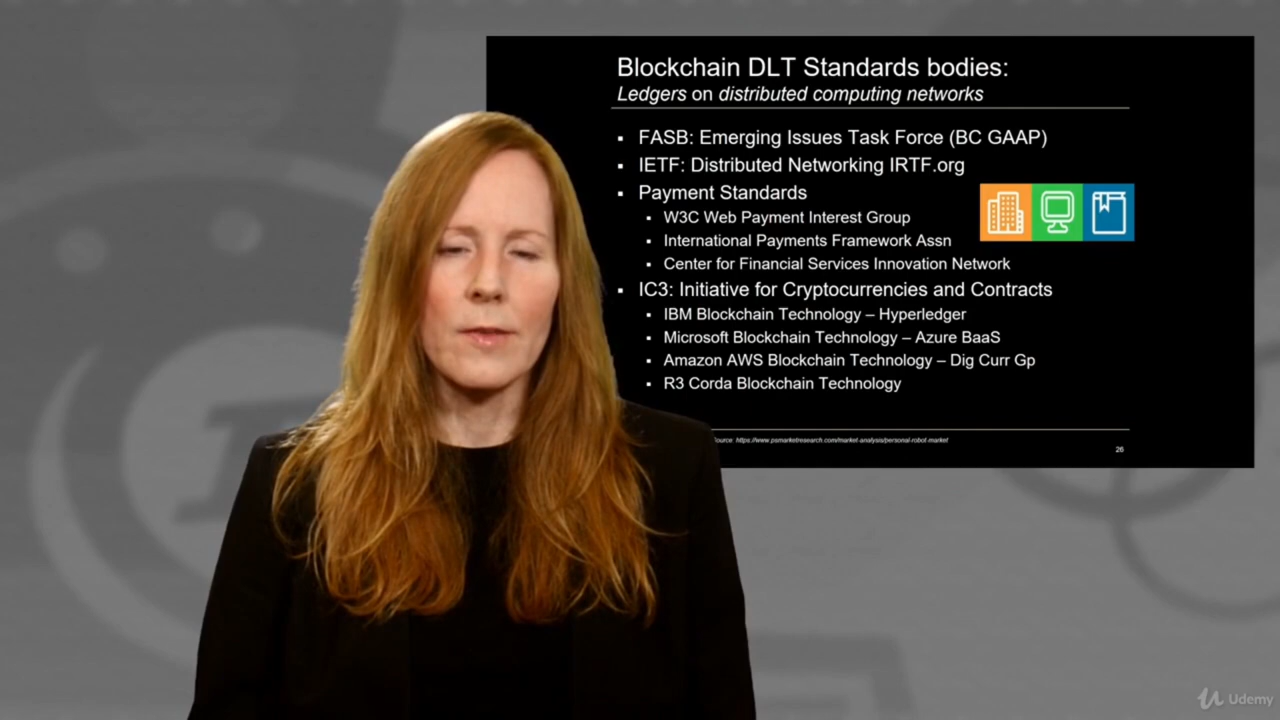 Blockchain DLT Standards bodies:
Ledgers on distributed computing networks
▪ FASB: Emerging Issues Task Force (BC GAAP)
▪ IETF: Distributed Networking IRTF.org
▪ Payment Standards
▪ W3C Web Payment Interest Group
▪ International Payments Framework Assn
▪ Center for Financial Services Innovation Network
▪ IC3: Initiative for Cryptocurrencies and Contracts
▪ IBM Blockchain Technology – Hyperledger
▪ Microsoft Blockchain Technology – Azure BaaS
▪ Amazon AWS Blockchain Technology – Dig Curr Gp
▪ R3 Corda Blockchain Technology
ource: https://www.psmarketresearch.com/market-analysis/personal-robot-market
26
Udemy